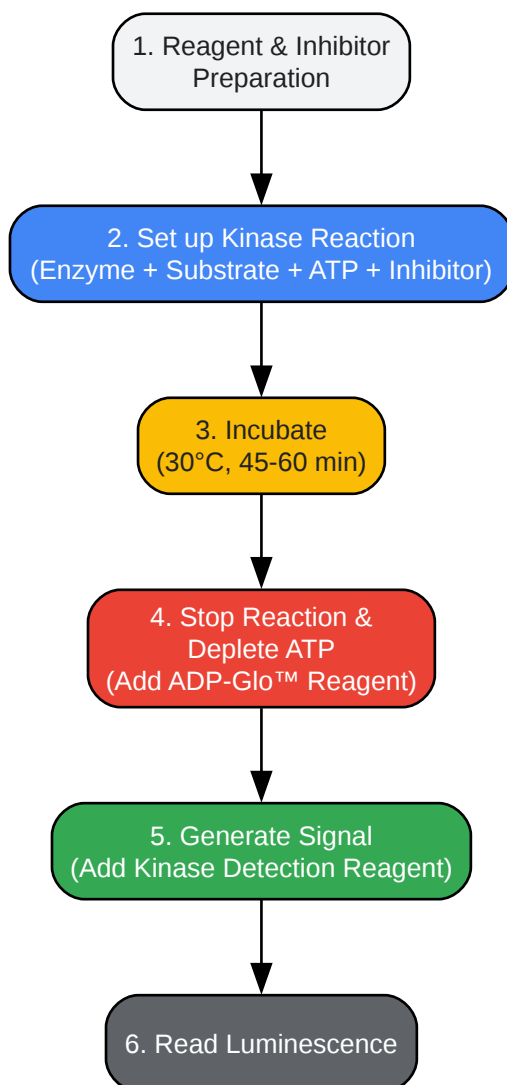 1. Reagent & Inhibitor
Preparation
2. Set up Kinase Reaction
(Enzyme + Substrate + ATP + Inhibitor)
3. Incubate
(30°C, 45-60 min)
4. Stop Reaction &
Deplete ATP
(Add ADP-Glo™ Reagent)
5. Generate Signal
(Add Kinase Detection Reagent)
6. Read Luminescence